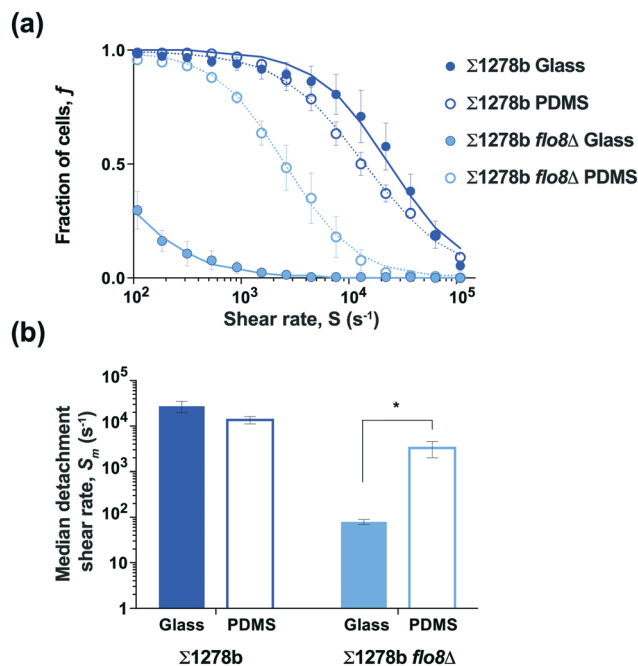 (a)
Fraction of cells, f
1.0
0.5
0.0
10² 10³ 10⁴ 10⁵
Shear rate, S (s⁻¹)
Σ1278b Glass
Σ1278b PDMS
Σ1278b flo8Δ Glass
Σ1278b flo8Δ PDMS
(b)
Median detachment
shear rate, Sₘ (s⁻¹)
10⁵
10⁴
10³
10²
10
1
*
Glass PDMS Glass PDMS
Σ1278b Σ1278b flo8Δ